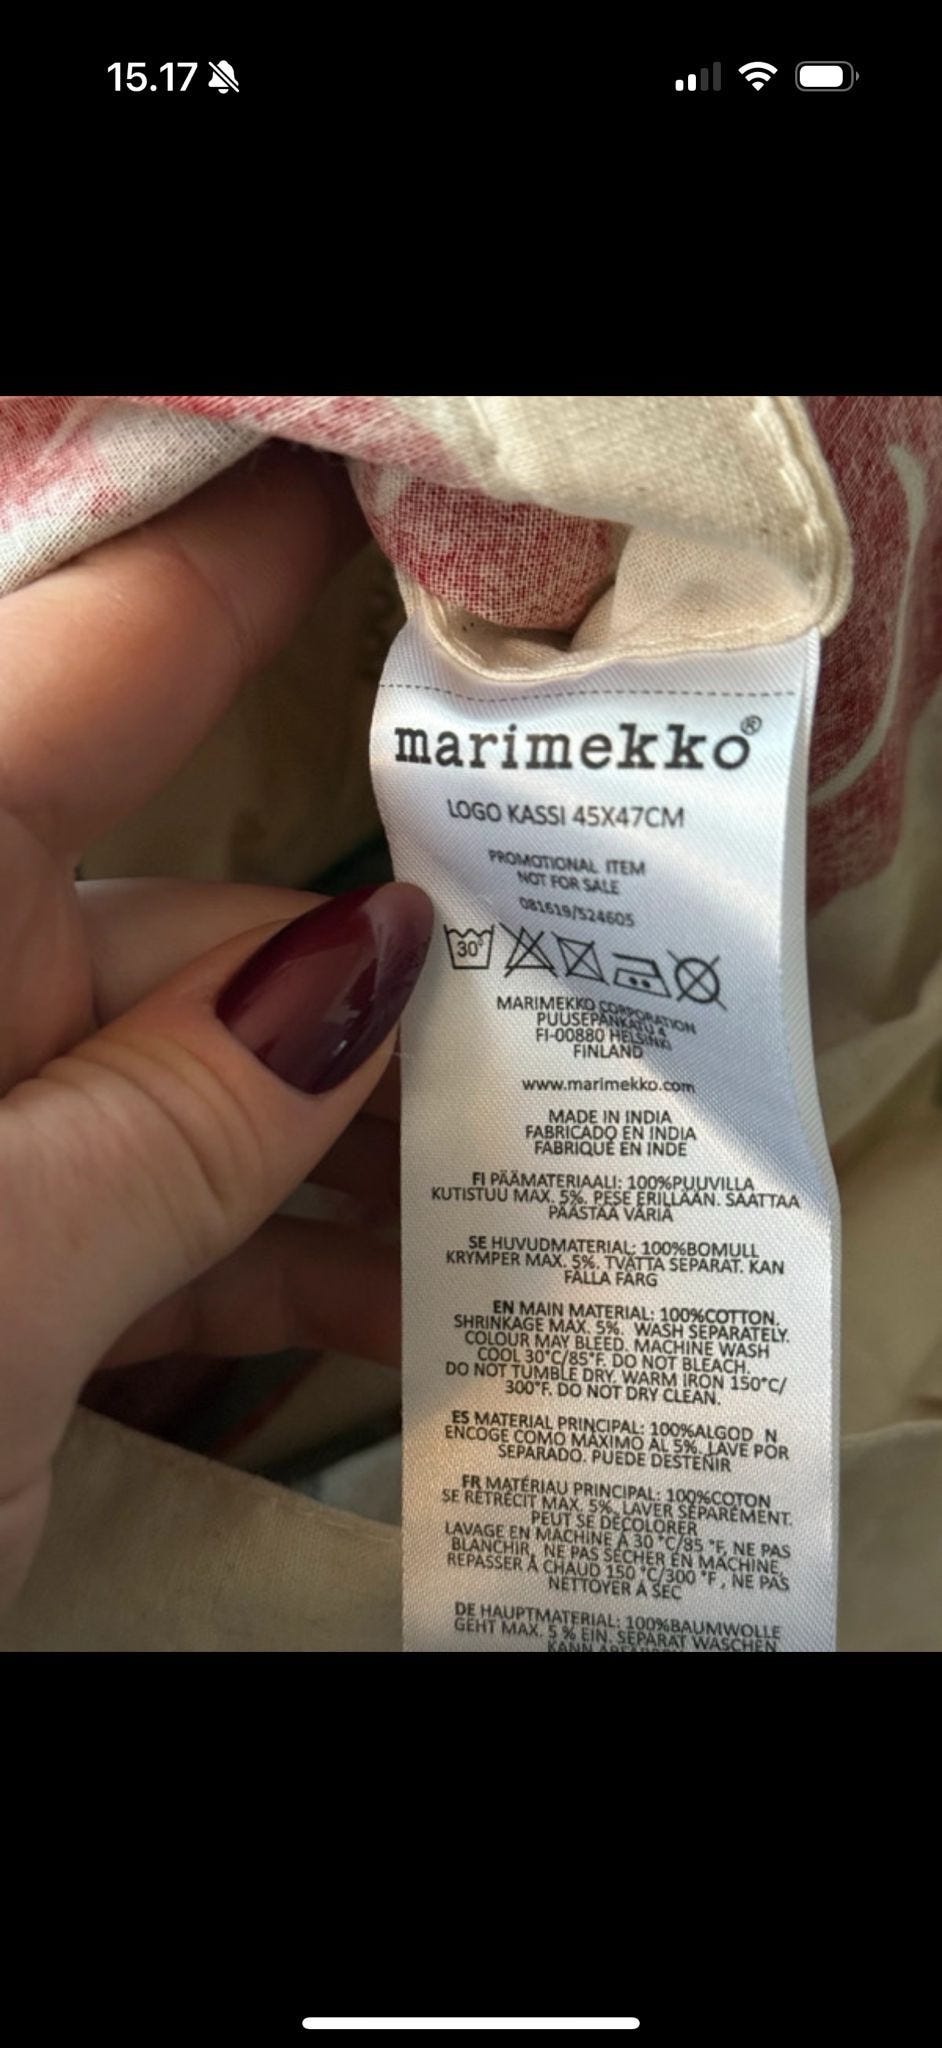 15.17
marimekko®
LOGO KASSI 45X47CM
PROMOTIONAL ITEM
NOT FOR SALE
081619/524605
30°
MARIMEKKO CORPORATION
PUUSEPÄNKATU 4
FI-00880 HELSINKI
FINLAND
www.marimekko.com
MADE IN INDIA
FABRICADO EN INDIA
FABRIQUÉ EN INDE
FI PÄÄMATERIAALI: 100%PUUVILLA
KUTISTUU MAX. 5%. PESE ERILLÄÄN. SAATTAA
PÄÄSTÄÄ VÄRIÄ
SE HUVUDMATERIAL: 100%BOMULL
KRYMPER MAX. 5%. TVÄTTA SEPARAT. KAN
FÄLLA FÄRG
EN MAIN MATERIAL: 100%COTTON.
SHRINKAGE MAX. 5%. WASH SEPARATELY.
COLOUR MAY BLEED. MACHINE WASH
COOL 30°C/85°F. DO NOT BLEACH.
DO NOT TUMBLE DRY. WARM IRON 150°C/
300°F. DO NOT DRY CLEAN.
ES MATERIAL PRINCIPAL: 100%ALGOD N
ENCOGE COMO MÁXIMO AL 5%. LAVE POR
SEPARADO. PUEDE DESTEÑIR
FR MATÉRIAU PRINCIPAL: 100%COTON
SE RÉTRÉCIT MAX. 5%. LAVER SÉPARÉMENT.
PEUT SE DÉCOLORER
LAVAGE EN MACHINE À 30 °C/85 °F, NE PAS
BLANCHIR, NE PAS SÉCHER EN MACHINE,
REPASSER À CHAUD 150 °C/300 °F, NE PAS
NETTOYER À SEC
DE HAUPTMATERIAL: 100%BAUMWOLLE
GEHT MAX. 5 % EIN. SEPARAT WASCHEN
KANN